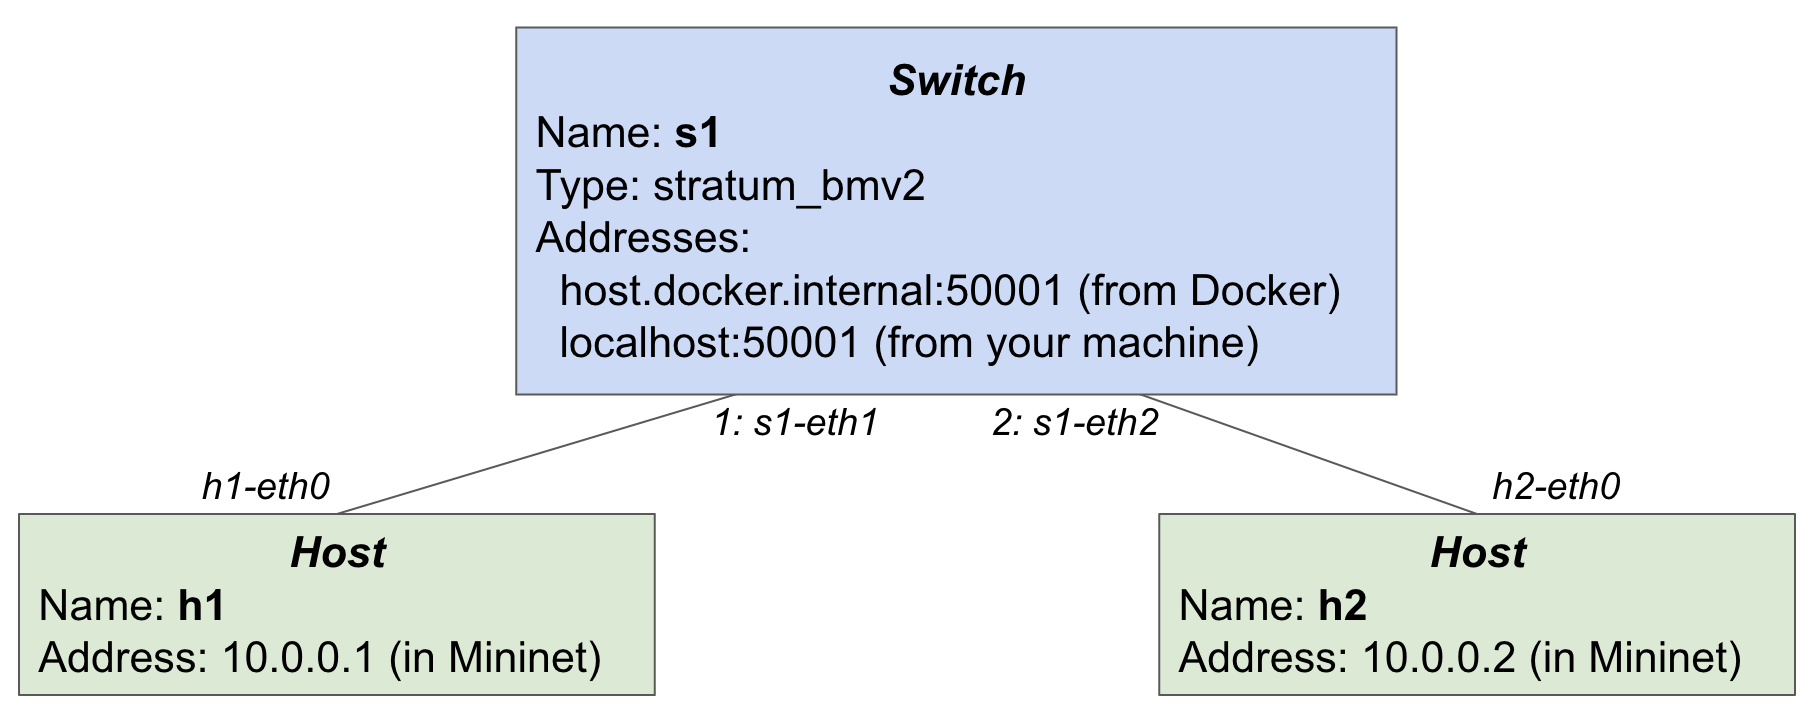 Switch
Name: s1
Type: stratum_bmv2
Addresses:
host.docker.internal:50001 (from Docker)
localhost:50001 (from your machine)
1: s1-eth1
2: s1-eth2
h1-eth0
h2-eth0
Host
Name: h1
Address: 10.0.0.1 (in Mininet)
Host
Name: h2
Address: 10.0.0.2 (in Mininet)